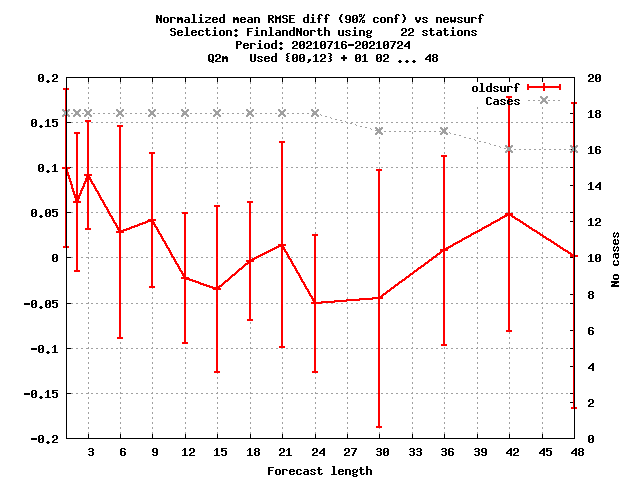 Normalized mean RMSE diff (90% conf) vs newsurf
Selection: FinlandNorth using    22 stations
Period: 20210716-20210724
Q2m   Used {00,12} + 01 02 ... 48
oldsurf
Cases
0.2
0.15
0.1
0.05
0
-0.05
-0.1
-0.15
-0.2
20
18
16
14
12
10
8
6
4
2
0
No cases
3 6 9 12 15 18 21 24 27 30 33 36 39 42 45 48
Forecast length